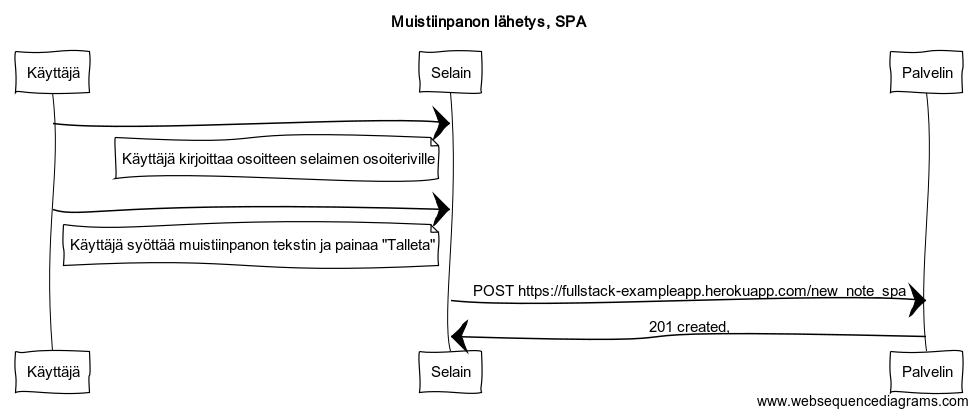 Muistiinpanon lähetys, SPA
Käyttäjä
Selain
Palvelin
Käyttäjä kirjoittaa osoitteen selaimen osoiteriville
Käyttäjä syöttää muistiinpanon tekstin ja painaa "Talleta"
POST https://fullstack-exampleapp.herokuapp.com/new_note_spa
201 created,
Käyttäjä
Selain
Palvelin
www.websequencediagrams.com